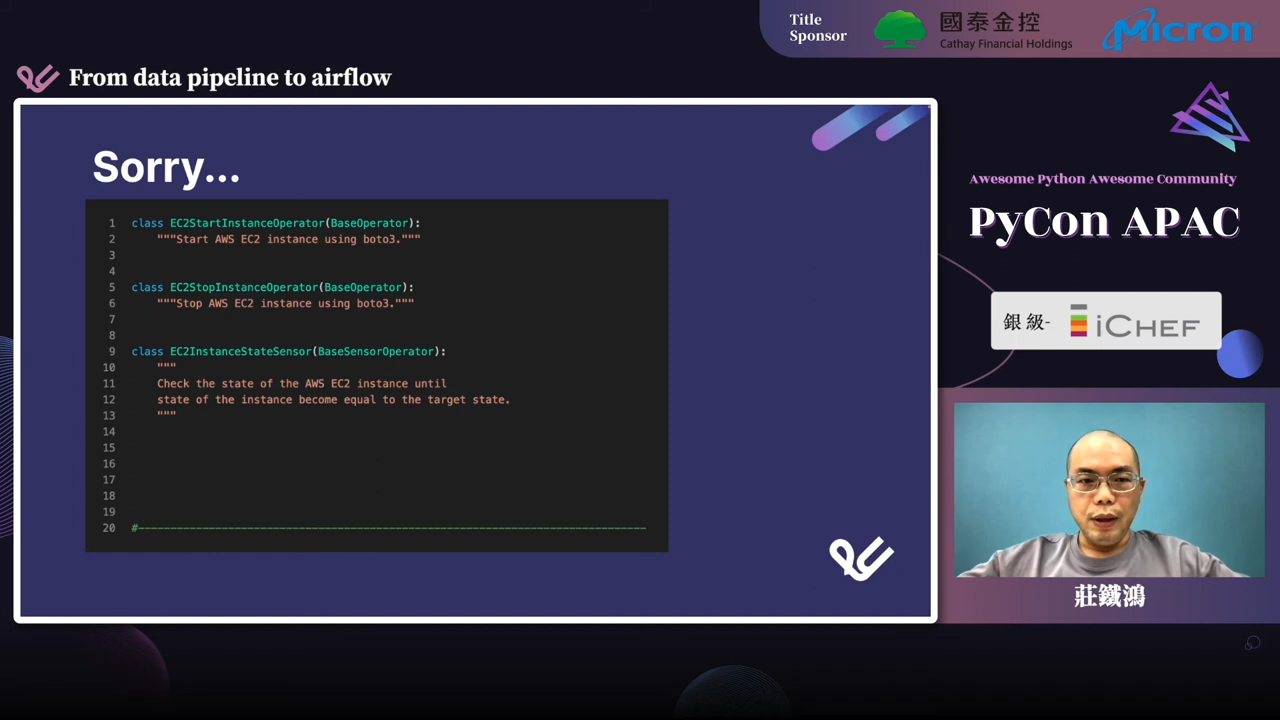 Title
Sponsor
國泰金控
Cathay Financial Holdings
Micron
From data pipeline to airflow
Sorry...
1 class EC2StartInstanceOperator(BaseOperator):
2 """Start AWS EC2 instance using boto3."""
3
4
5 class EC2StopInstanceOperator(BaseOperator):
6 """Stop AWS EC2 instance using boto3."""
7
8
9 class EC2InstanceStateSensor(BaseSensorOperator):
10 """
11 Check the state of the AWS EC2 instance until
12 state of the instance become equal to the target state.
13 """
14
15
16
17
18
19
20 #--------------------------------------------------------------------------------
Awesome Python Awesome Community
PyCon APAC
銀級-
iCHEF
莊鐵鴻